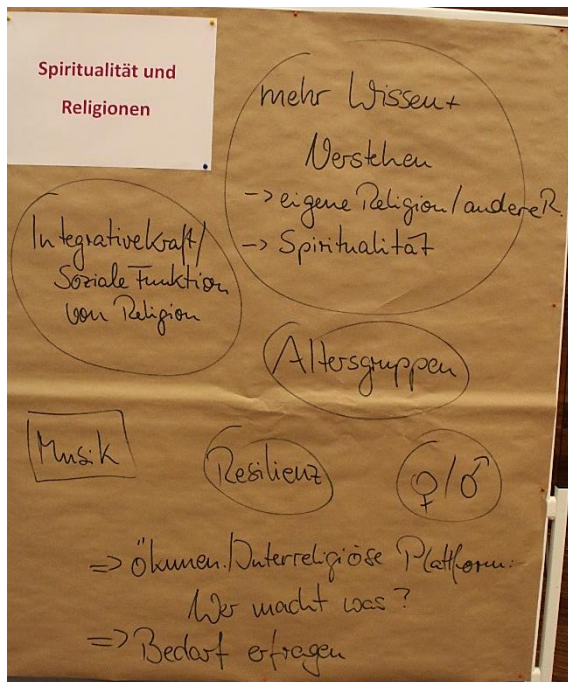 Spiritualität und
Religionen
mehr Wissen +
Verstehen
-> eigene Religion/andere R.
-> Spiritualität
Integrativekraft/
Soziale Funktion
von Religion
Altersgruppen
Musik
Resilienz
♀/♂
=> Ökumen./Interreligiöse Plattform:
Wer macht was?
=> Bedarf erfragen